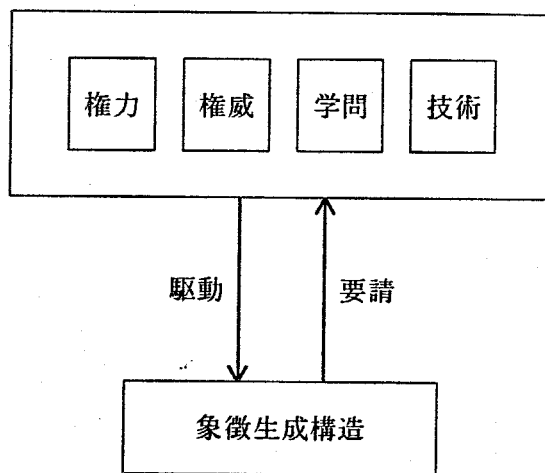 権力 権威 学問 技術
駆動 要請
象徴生成構造